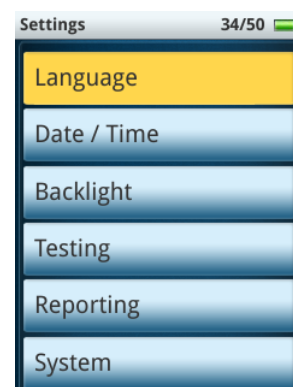 Settings 34/50
Language
Date / Time
Backlight
Testing
Reporting
System